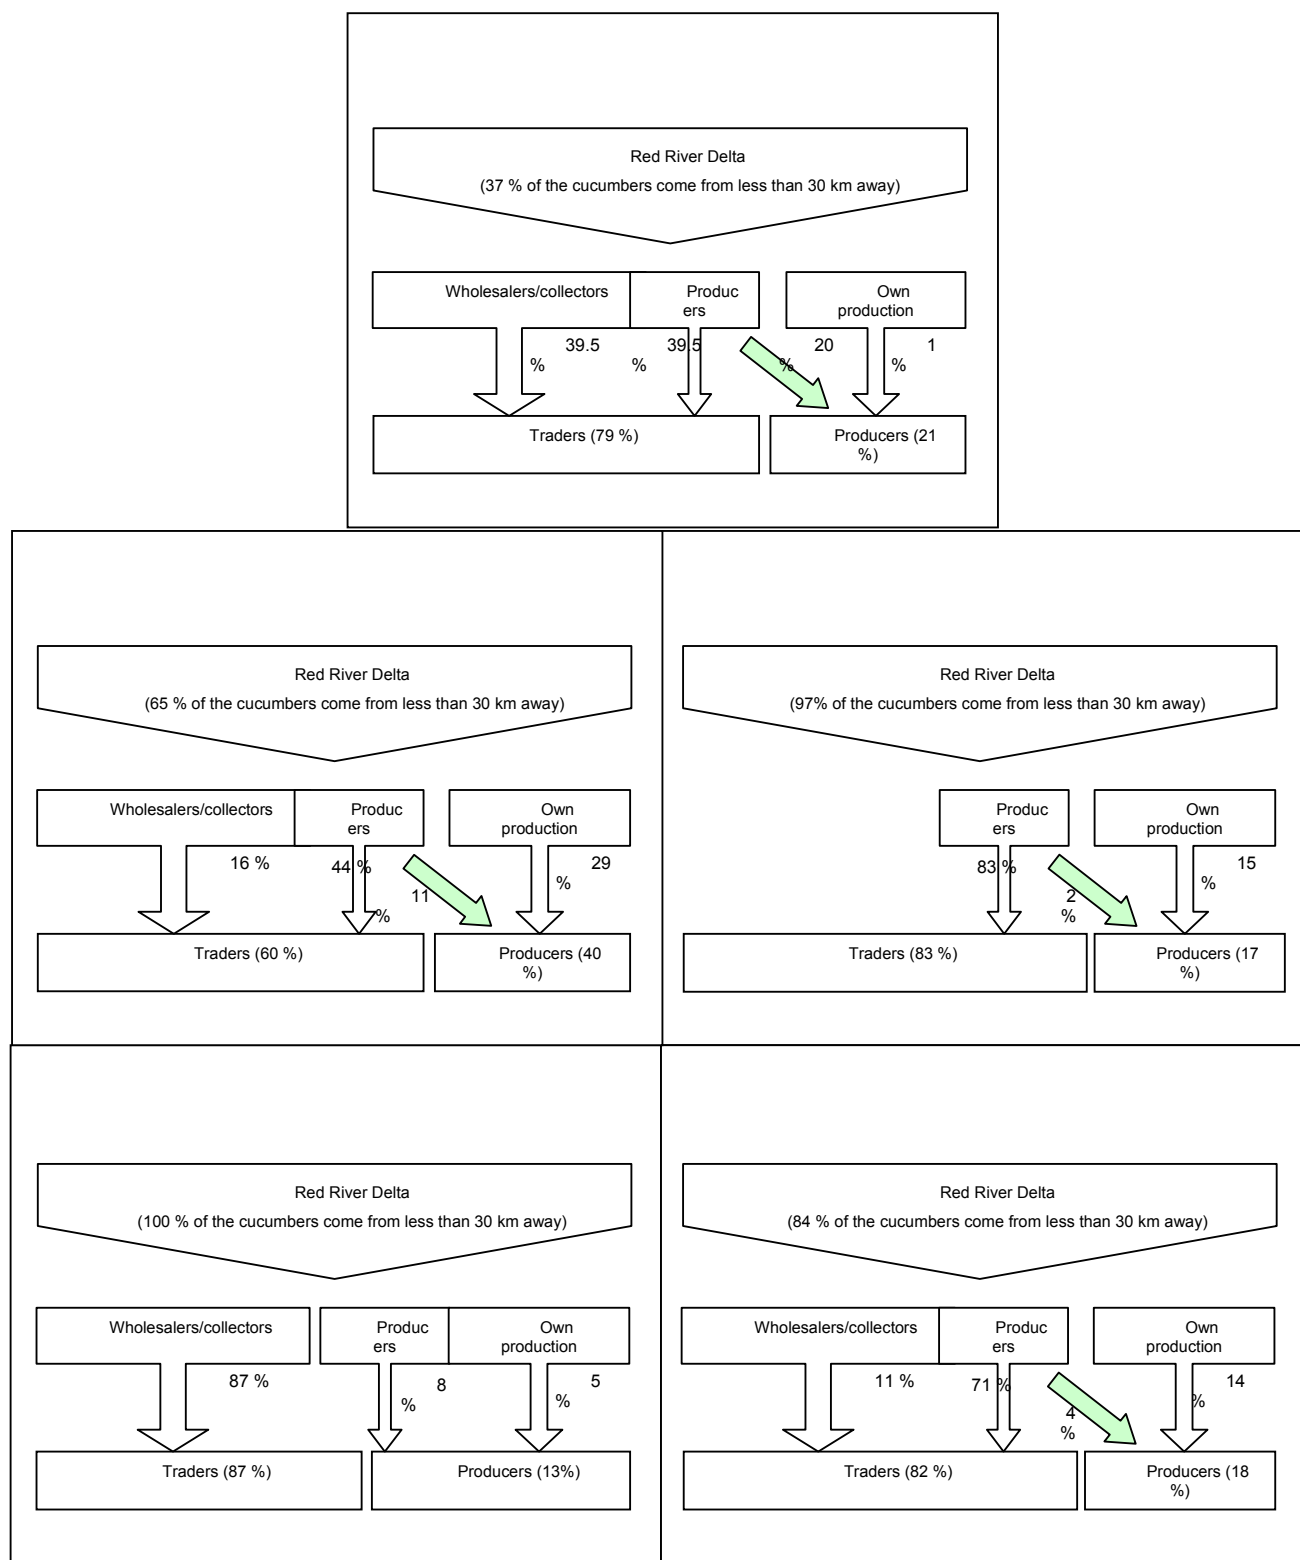 Red River Delta
(37 % of the cucumbers come from less than 30 km away)
Wholesalers/collectors
Produc
ers
Own
production
39.5
%
39.5
%
20
%
1
%
Traders (79 %)
Producers (21
%)
Red River Delta
(65 % of the cucumbers come from less than 30 km away)
Wholesalers/collectors
Produc
ers
Own
production
16 %
44 %
11
%
29
%
Traders (60 %)
Producers (40
%)
Red River Delta
(97% of the cucumbers come from less than 30 km away)
Produc
ers
Own
production
83 %
2
%
15
%
Traders (83 %)
Producers (17
%)
Red River Delta
(100 % of the cucumbers come from less than 30 km away)
Wholesalers/collectors
Produc
ers
Own
production
87 %
8
%
5
%
Traders (87 %)
Producers (13%)
Red River Delta
(84 % of the cucumbers come from less than 30 km away)
Wholesalers/collectors
Produc
ers
Own
production
11 %
71 %
4
%
14
%
Traders (82 %)
Producers (18
%)